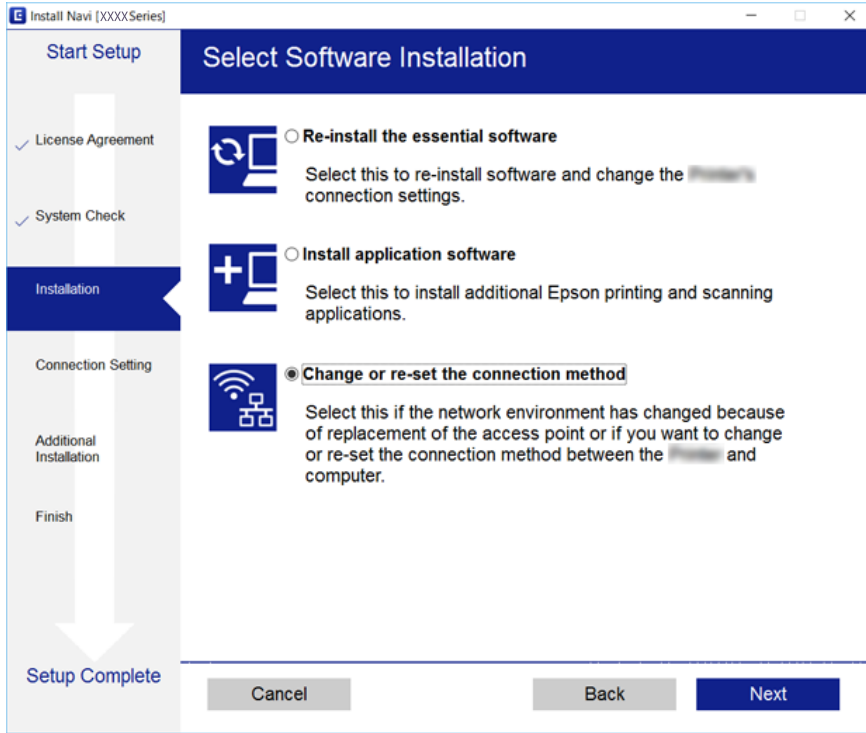 Install Navi [XXXX Series]
Start Setup
License Agreement
System Check
Installation
Connection Setting
Additional
Installation
Finish
Setup Complete
Select Software Installation
Re-install the essential software
Select this to re-install software and change the
connection settings.
Install application software
Select this to install additional Epson printing and scanning
applications.
Change or re-set the connection method
Select this if the network environment has changed because
of replacement of the access point or if you want to change
or re-set the connection method between the and
computer.
Cancel
Back
Next